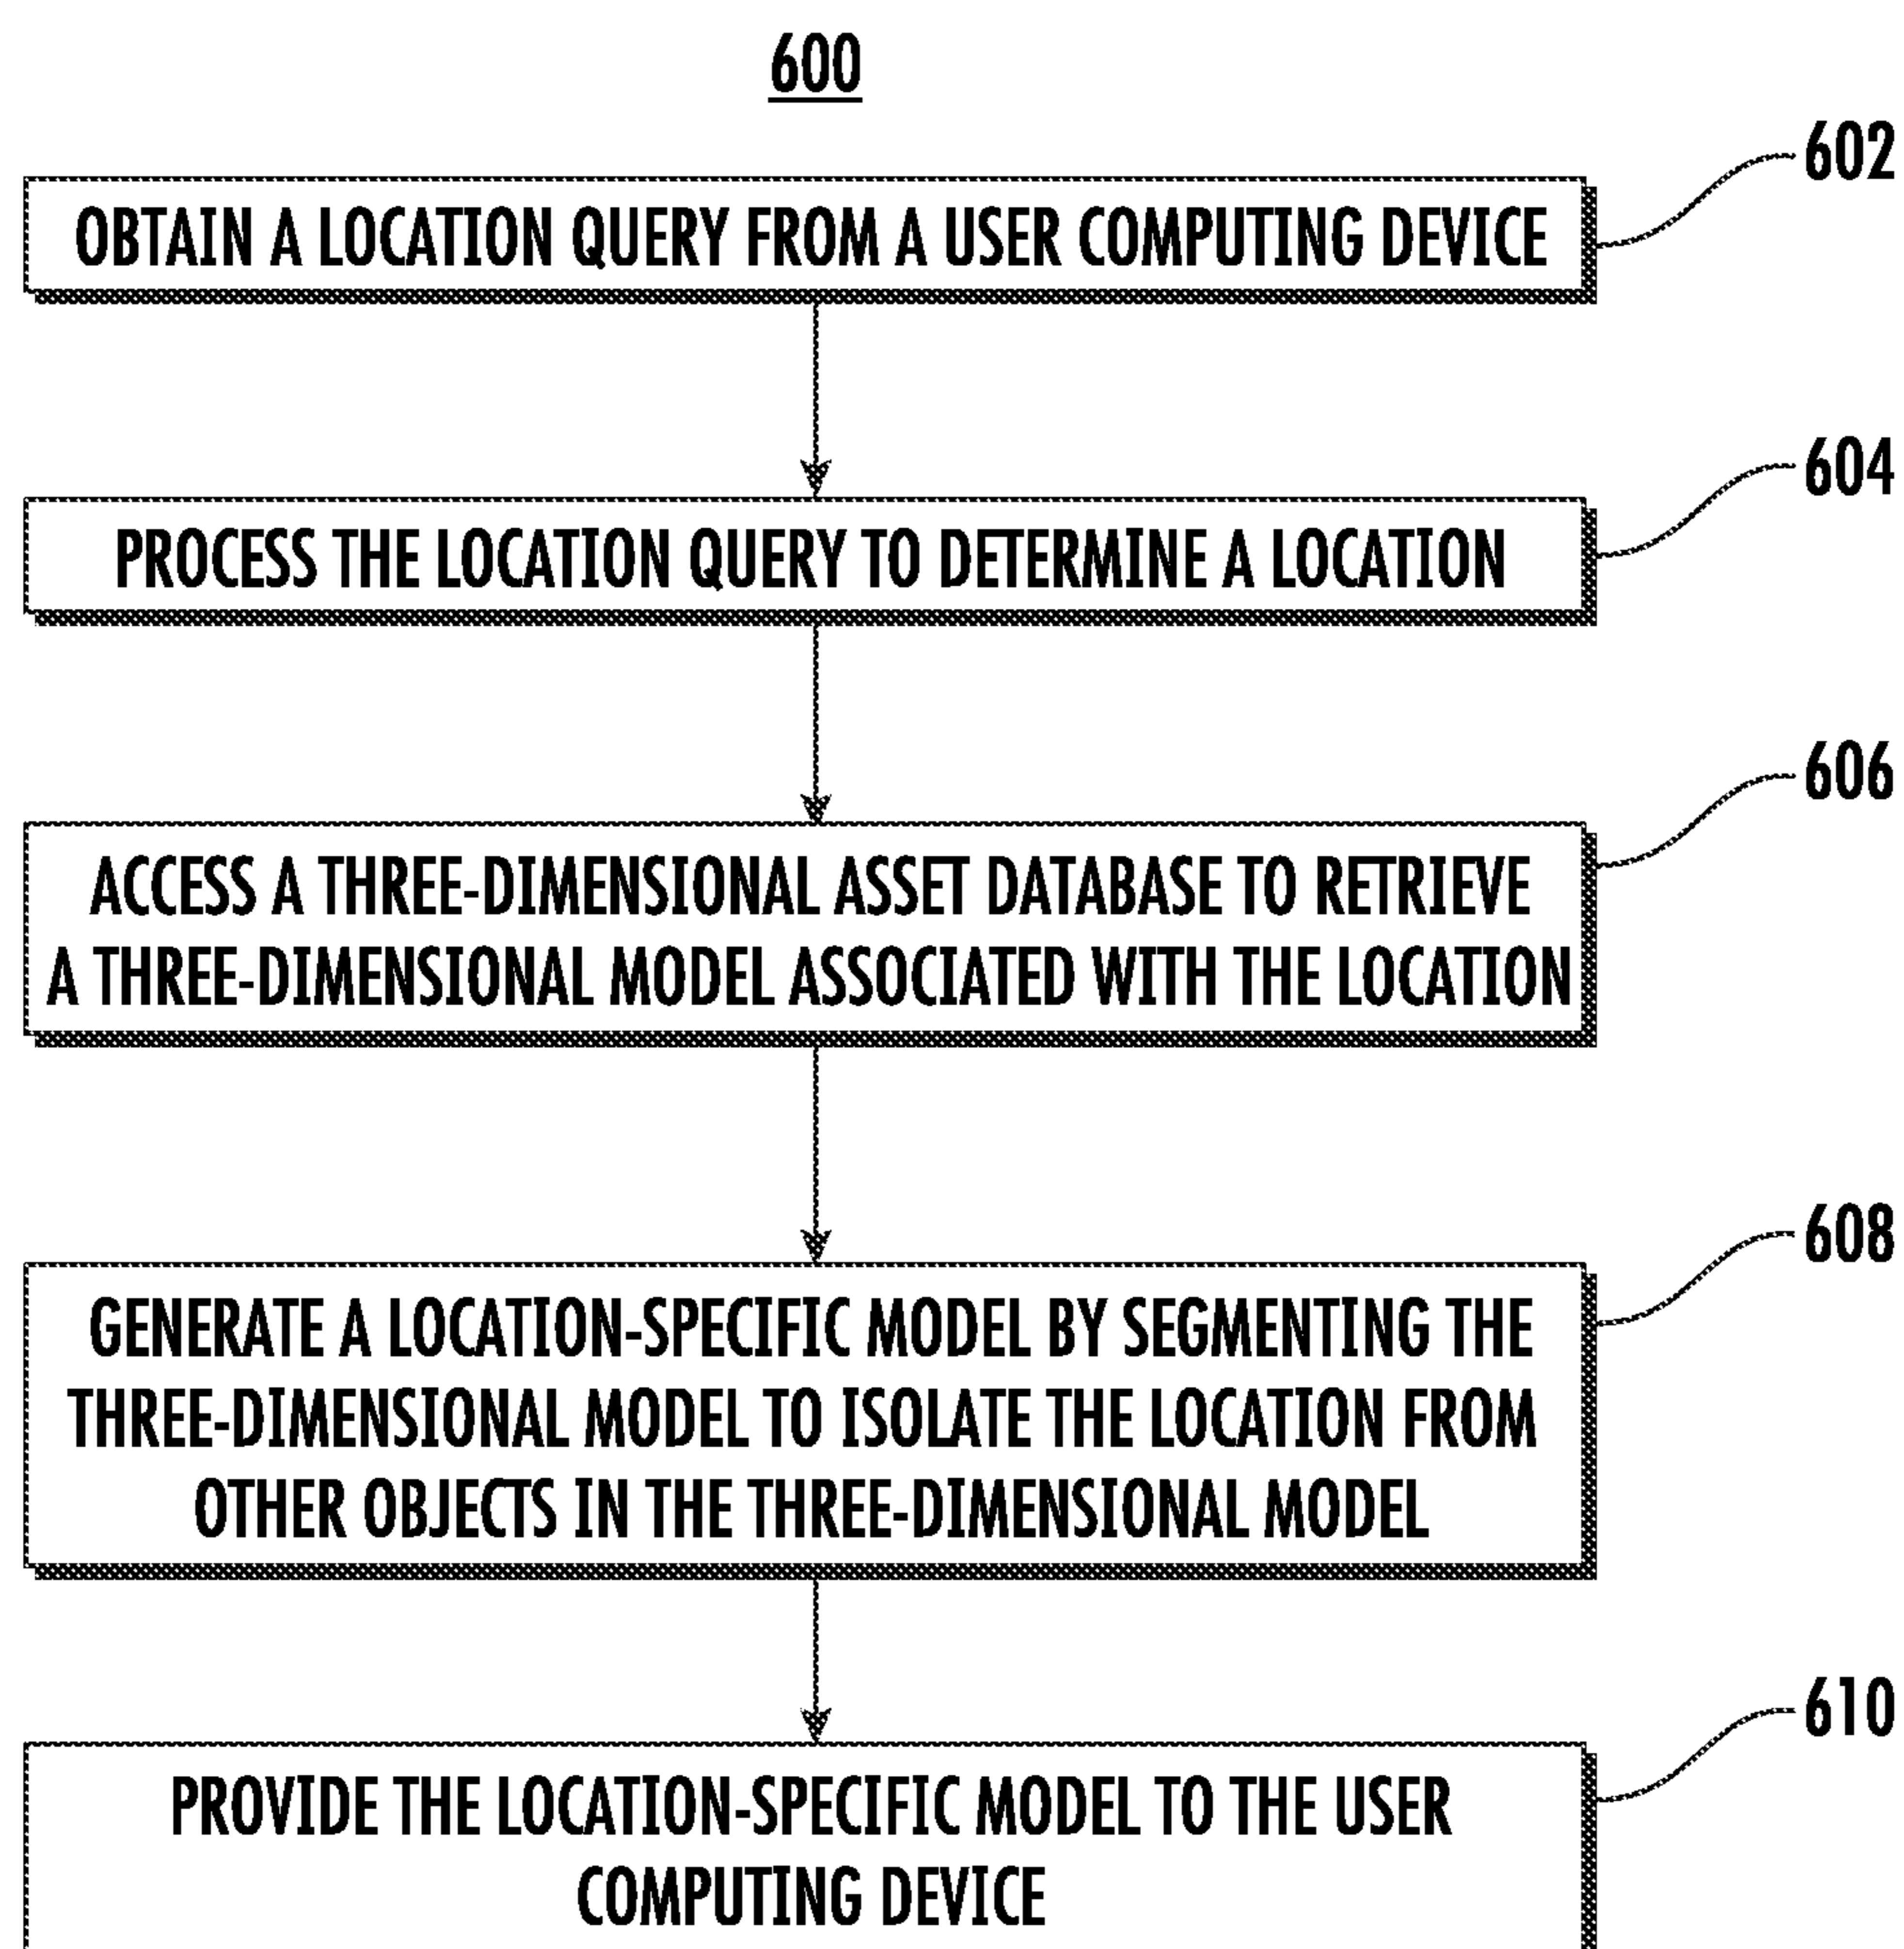 600
602
OBTAIN A LOCATION QUERY FROM A USER COMPUTING DEVICE
604
PROCESS THE LOCATION QUERY TO DETERMINE A LOCATION
606
ACCESS A THREE-DIMENSIONAL ASSET DATABASE TO RETRIEVE
A THREE-DIMENSIONAL MODEL ASSOCIATED WITH THE LOCATION
608
GENERATE A LOCATION-SPECIFIC MODEL BY SEGMENTING THE
THREE-DIMENSIONAL MODEL TO ISOLATE THE LOCATION FROM
OTHER OBJECTS IN THE THREE-DIMENSIONAL MODEL
610
PROVIDE THE LOCATION-SPECIFIC MODEL TO THE USER
COMPUTING DEVICE